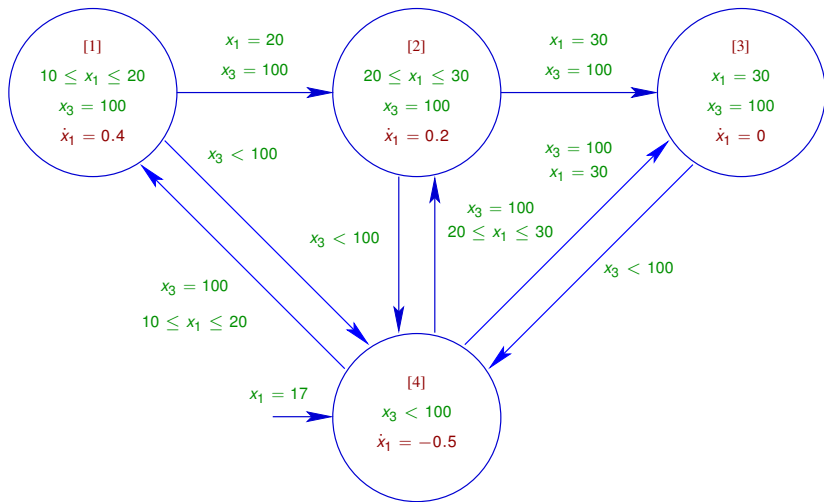 [1]
10 ≤ x₁ ≤ 20
x₃ = 100
ẋ₁ = 0.4
x₁ = 20
x₃ = 100
[2]
20 ≤ x₁ ≤ 30
x₃ = 100
ẋ₁ = 0.2
x₁ = 30
x₃ = 100
[3]
x₁ = 30
x₃ = 100
ẋ₁ = 0
x₃ < 100
x₃ < 100
x₃ = 100
20 ≤ x₁ ≤ 30
x₃ = 100
x₁ = 30
x₃ < 100
x₃ = 100
10 ≤ x₁ ≤ 20
x₁ = 17
[4]
x₃ < 100
ẋ₁ = −0.5